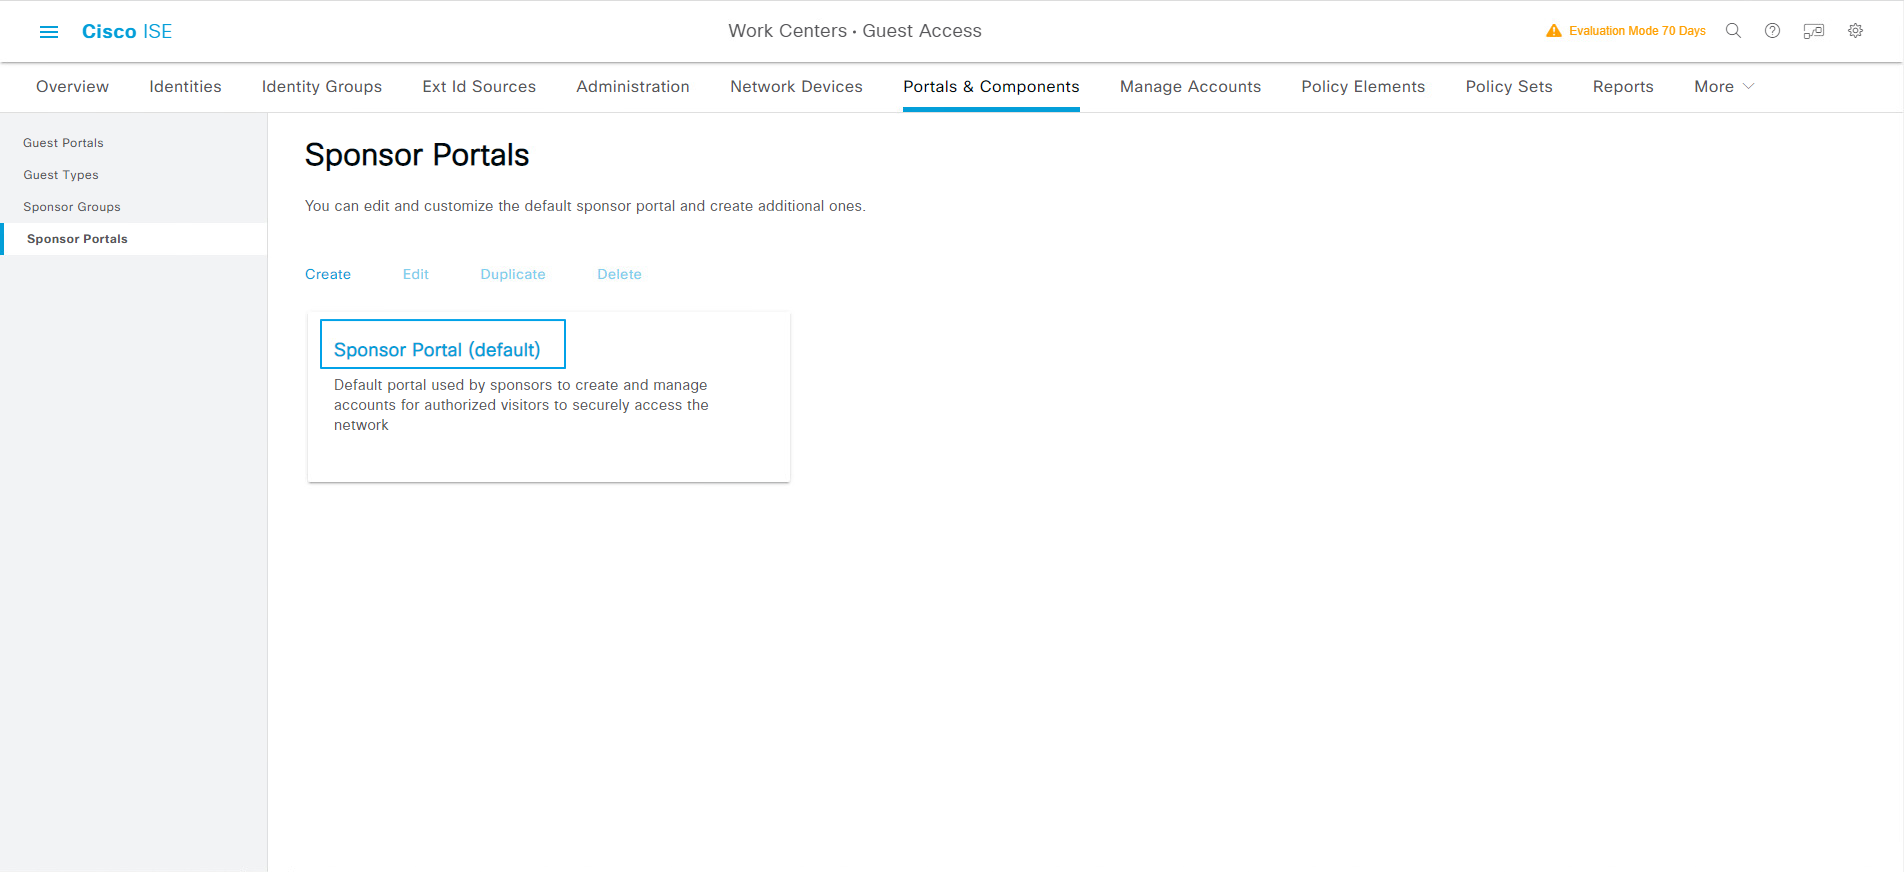 Cisco ISE
Work Centers · Guest Access
Evaluation Mode 70 Days
Overview
Identities
Identity Groups
Ext Id Sources
Administration
Network Devices
Portals & Components
Manage Accounts
Policy Elements
Policy Sets
Reports
More
Guest Portals
Guest Types
Sponsor Groups
Sponsor Portals
Sponsor Portals
You can edit and customize the default sponsor portal and create additional ones.
Create
Edit
Duplicate
Delete
Sponsor Portal (default)
Default portal used by sponsors to create and manage
accounts for authorized visitors to securely access the
network